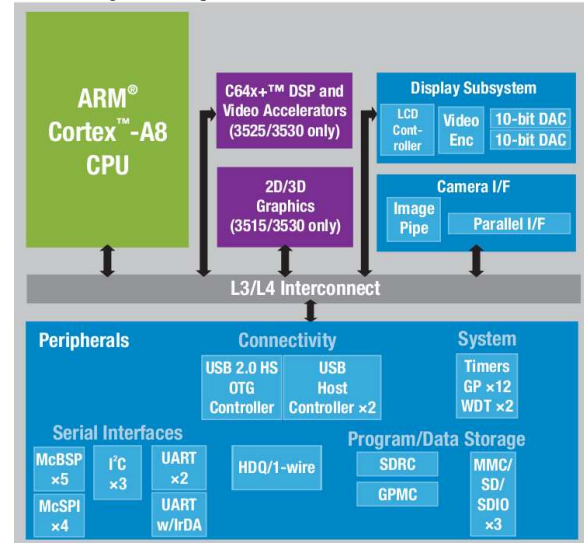 ARM®
Cortex™-A8
CPU
C64x+™ DSP and
Video Accelerators
(3525/3530 only)
2D/3D
Graphics
(3515/3530 only)
Display Subsystem
LCD
Cont-
roller
Video
Enc
10-bit DAC
10-bit DAC
Camera I/F
Image
Pipe
Parallel I/F
L3/L4 Interconnect
Peripherals
Connectivity
System
USB 2.0 HS
OTG
Controller
USB
Host
Controller ×2
Timers
GP ×12
WDT ×2
Serial Interfaces
Program/Data Storage
McBSP
×5
I²C
×3
UART
×2
HDQ/1-wire
SDRC
MMC/
SD/
SDIO
×3
McSPI
×4
UART
w/IrDA
GPMC